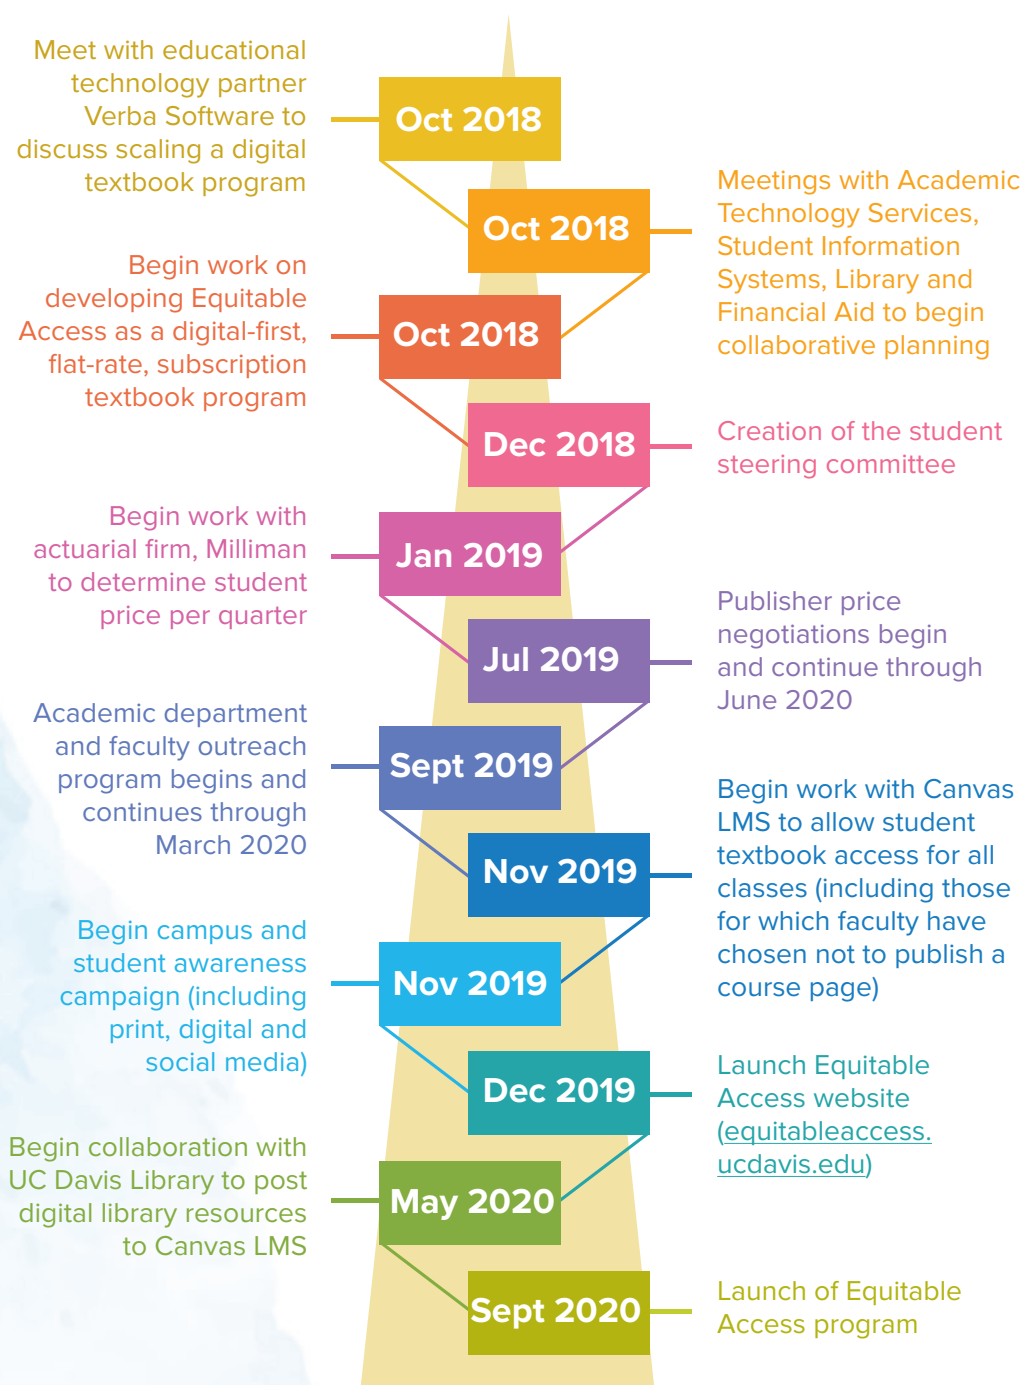 Meet with educational
technology partner
Verba Software to
discuss scaling a digital
textbook program
Oct 2018
Oct 2018
Meetings with Academic
Technology Services,
Student Information
Systems, Library and
Financial Aid to begin
collaborative planning
Begin work on
developing Equitable
Access as a digital-first,
flat-rate, subscription
textbook program
Oct 2018
Dec 2018
Creation of the student
steering committee
Begin work with
actuarial firm, Milliman
to determine student
price per quarter
Jan 2019
Jul 2019
Publisher price
negotiations begin
and continue through
June 2020
Academic department
and faculty outreach
program begins and
continues through
March 2020
Sept 2019
Nov 2019
Begin work with Canvas
LMS to allow student
textbook access for all
classes (including those
for which faculty have
chosen not to publish a
course page)
Begin campus and
student awareness
campaign (including
print, digital and
social media)
Nov 2019
Dec 2019
Launch Equitable
Access website
(equitableaccess.
ucdavis.edu)
Begin collaboration with
UC Davis Library to post
digital library resources
to Canvas LMS
May 2020
Sept 2020
Launch of Equitable
Access program